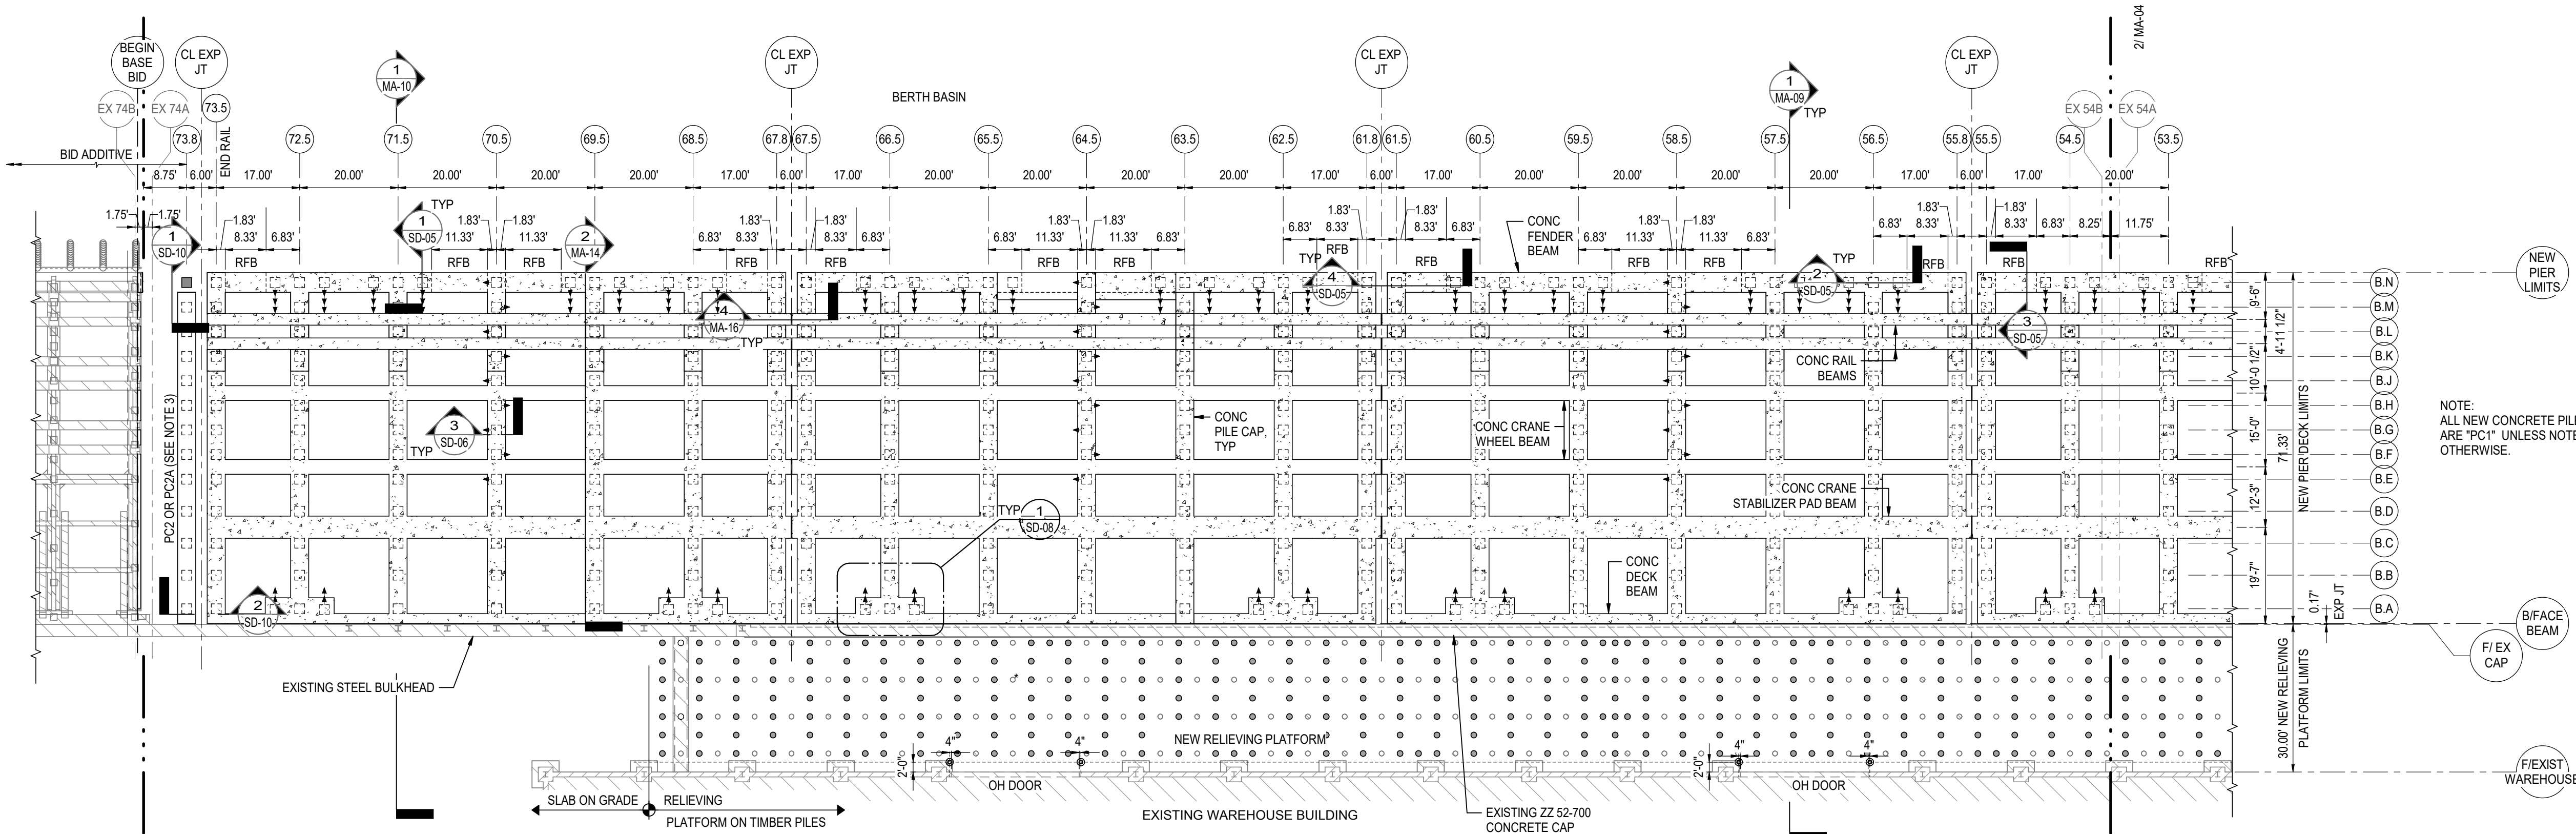 2/ MA-04
BEGIN
BASE
BID
CL EXP
JT
CL EXP
JT
CL EXP
JT
CL EXP
JT
1
MA-10
1
MA-09
TYP
BERTH BASIN
EX 74B
EX 74A
73.5
END RAIL
EX 54B
EX 54A
73.8
72.5
71.5
70.5
69.5
68.5
67.8
67.5
66.5
65.5
64.5
63.5
62.5
61.8
61.5
60.5
59.5
58.5
57.5
56.5
55.8
55.5
54.5
53.5
BID ADDITIVE
8.75'
6.00'
17.00'
20.00'
20.00'
20.00'
20.00'
17.00'
6.00'
17.00'
20.00'
20.00'
20.00'
20.00'
17.00'
6.00'
17.00'
20.00'
20.00'
20.00'
20.00'
17.00'
6.00'
17.00'
20.00'
1.75'
1.75'
1.83'
8.33'
6.83'
RFB
TYP
1
SD-05
1.83'
1.83'
11.33'
11.33'
RFB
RFB
2
MA-14
1.83'
6.83'
8.33'
RFB
1.83'
8.33'
6.83'
RFB
1.83'
1.83'
6.83'
11.33'
11.33'
6.83'
RFB
RFB
1.83'
6.83'
8.33'
RFB
1.83'
8.33'
6.83'
RFB
CONC
FENDER
BEAM
1.83'
1.83'
6.83'
11.33'
11.33'
6.83'
RFB
RFB
1.83'
6.83'
8.33'
RFB
1.83'
8.33'
6.83'
8.25'
11.75'
RFB
RFB
1
SD-10
TYP
4
SD-05
2
SD-05
TYP
4
MA-16
TYP
3
SD-05
CONC RAIL
BEAMS
3
SD-06
TYP
CONC
PILE CAP,
TYP
CONC CRANE
WHEEL BEAM
CONC CRANE
STABILIZER PAD BEAM
TYP
1
SD-08
CONC
DECK
BEAM
PC2 OR PC2A (SEE NOTE 3)
2
SD-10
NEW
PIER
LIMITS
B.N
B.M
B.L
B.K
B.J
B.H
B.G
B.F
B.E
B.D
B.C
B.B
B.A
9'-6"
4'-11 1/2"
10'-0 1/2"
15'-0"
12'-3"
19'-7"
71.33'
NEW PIER DECK LIMITS
0.17'
EXP JT
B/FACE
BEAM
F/ EX
CAP
30.00' NEW RELIEVING
PLATFORM LIMITS
F/EXIST
WAREHOUSE
NOTE:
ALL NEW CONCRETE PILE
ARE "PC1" UNLESS NOTE
OTHERWISE.
EXISTING STEEL BULKHEAD
*
NEW RELIEVING PLATFORM
4"
4"
4"
4"
2'-0"
2'-0"
OH DOOR
OH DOOR
SLAB ON GRADE
RELIEVING
PLATFORM ON TIMBER PILES
EXISTING WAREHOUSE BUILDING
EXISTING ZZ 52-700
CONCRETE CAP